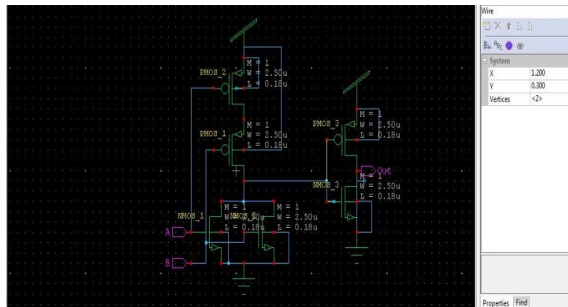 Wire
System
X 1.200
Y 0.300
Vertices <2>
PMOS_2
M = 1
W = 2.50u
L = 0.18u
PMOS_1
M = 1
W = 2.50u
L = 0.18u
PMOS_3
M = 1
W = 2.50u
L = 0.18u
Out
NMOS_3
M = 1
W = 2.50u
L = 0.18u
NMOS_1
M = 1
L = 0.18u
M = 1
W = 2.50u
L = 0.18u
A
B
Properties Find